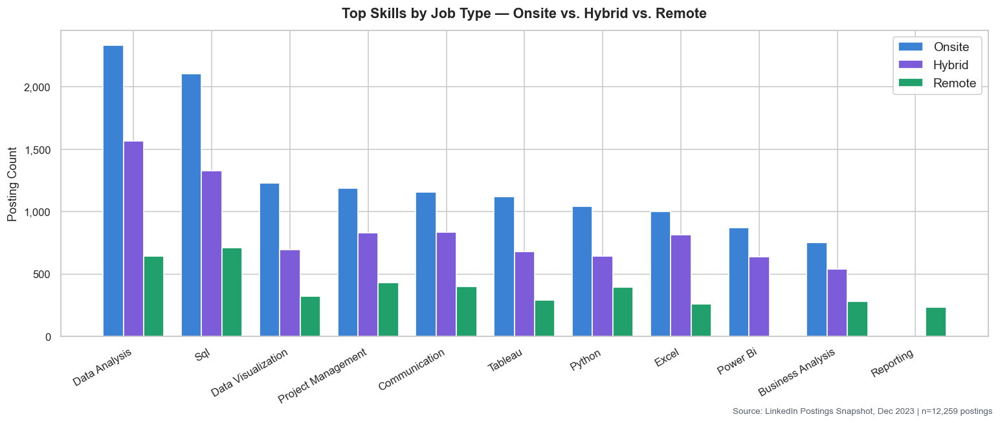 Top Skills by Job Type — Onsite vs. Hybrid vs. Remote
Onsite
Hybrid
Remote
Posting Count
2,000
1,500
1,000
500
0
Data Analysis
Sql
Data Visualization
Project Management
Communication
Tableau
Python
Excel
Power Bi
Business Analysis
Reporting
Source: LinkedIn Postings Snapshot, Dec 2023 | n=12,259 postings